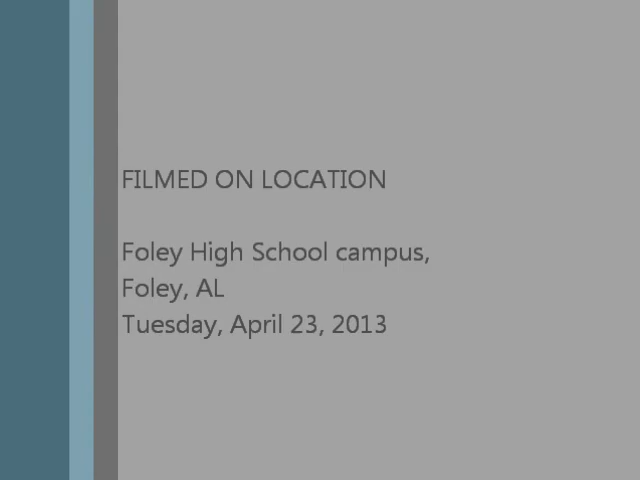 FILMED ON LOCATION
Foley High School campus,
Foley, AL
Tuesday, April 23, 2013